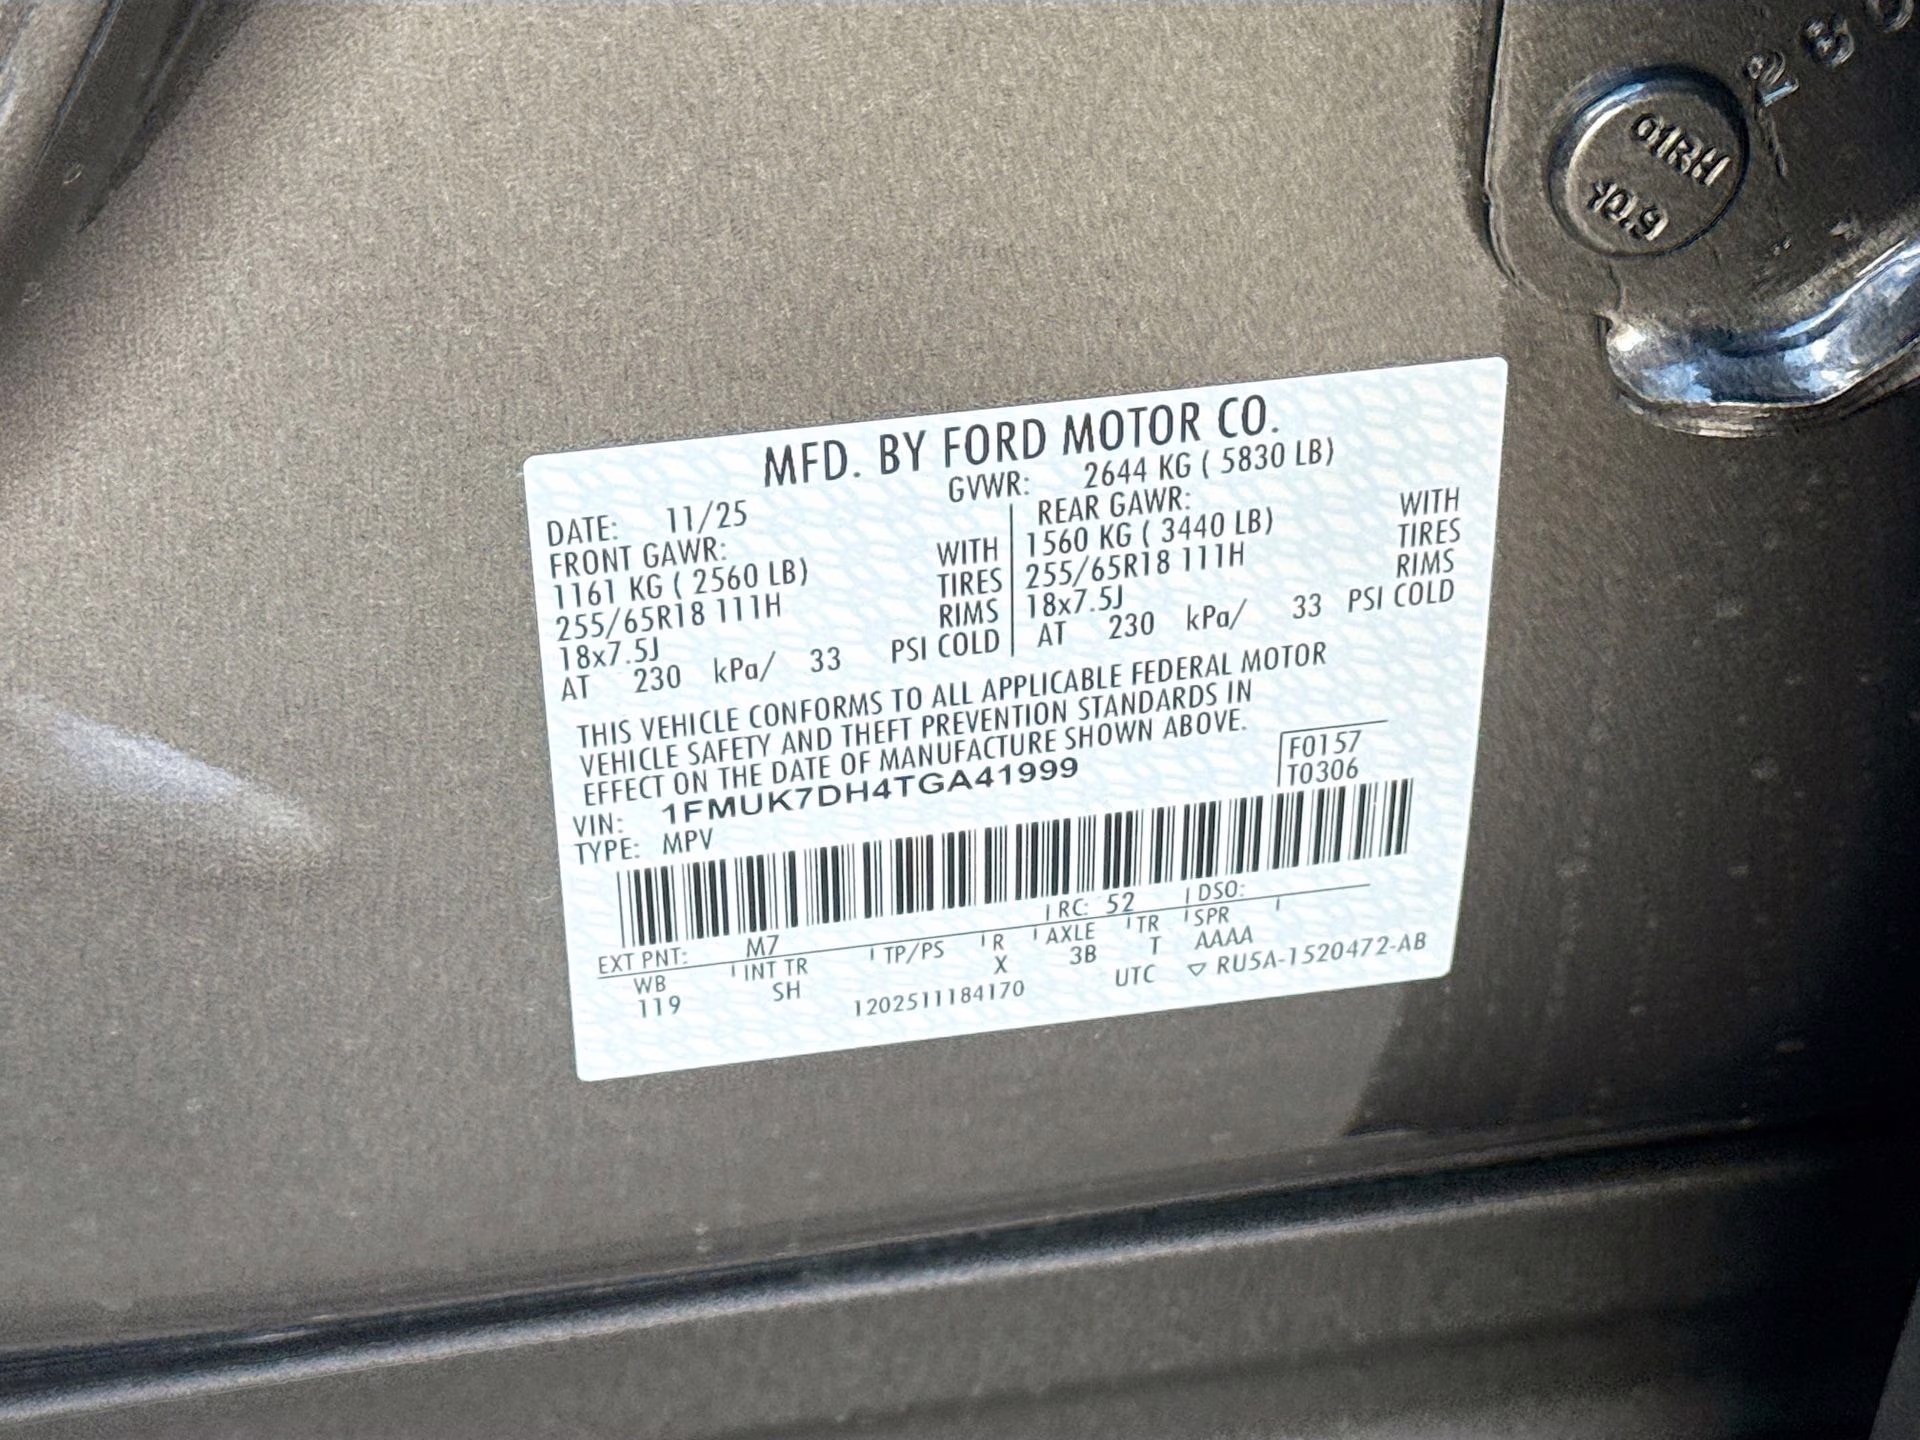 MFD. BY FORD MOTOR CO.
DATE: 11/25 GVWR: 2644 KG ( 5830 LB)
FRONT GAWR: REAR GAWR:
1161 KG ( 2560 LB) WITH 1560 KG ( 3440 LB) WITH
255/65R18 111H TIRES 255/65R18 111H TIRES
18x7.5J RIMS 18x7.5J RIMS
AT 230 kPa/ 33 PSI COLD AT 230 kPa/ 33 PSI COLD
THIS VEHICLE CONFORMS TO ALL APPLICABLE FEDERAL MOTOR
VEHICLE SAFETY AND THEFT PREVENTION STANDARDS IN
EFFECT ON THE DATE OF MANUFACTURE SHOWN ABOVE.
VIN: 1FMUK7DH4TGA41999 F0157
TYPE: MPV T0306
EXT PNT: M7 RC: 52 DSO:
WB INT TR TP/PS R AXLE TR SPR
119 SH X 3B T AAAA
1202511184170 UTC ▽ RU5A-1520472-AB
01RH